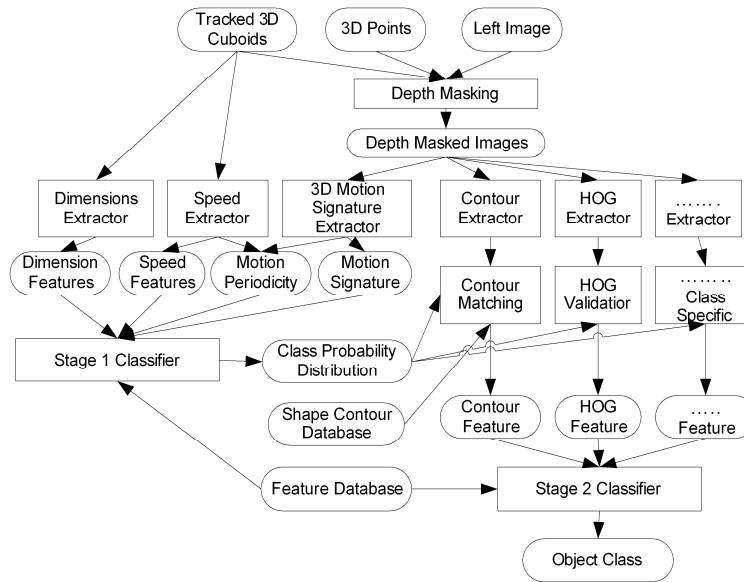 Tracked 3D
Cuboids
3D Points
Left Image
Depth Masking
Depth Masked Images
Dimensions
Extractor
Speed
Extractor
3D Motion
Signature
Extractor
Contour
Extractor
HOG
Extractor
.......
Extractor
Dimension
Features
Speed
Features
Motion
Periodicity
Motion
Signature
Contour
Matching
HOG
Validator
........
Class
Specific
Stage 1 Classifier
Class Probability
Distribution
Shape Contour
Database
Contour
Feature
HOG
Feature
.....
Feature
Feature Database
Stage 2 Classifier
Object Class